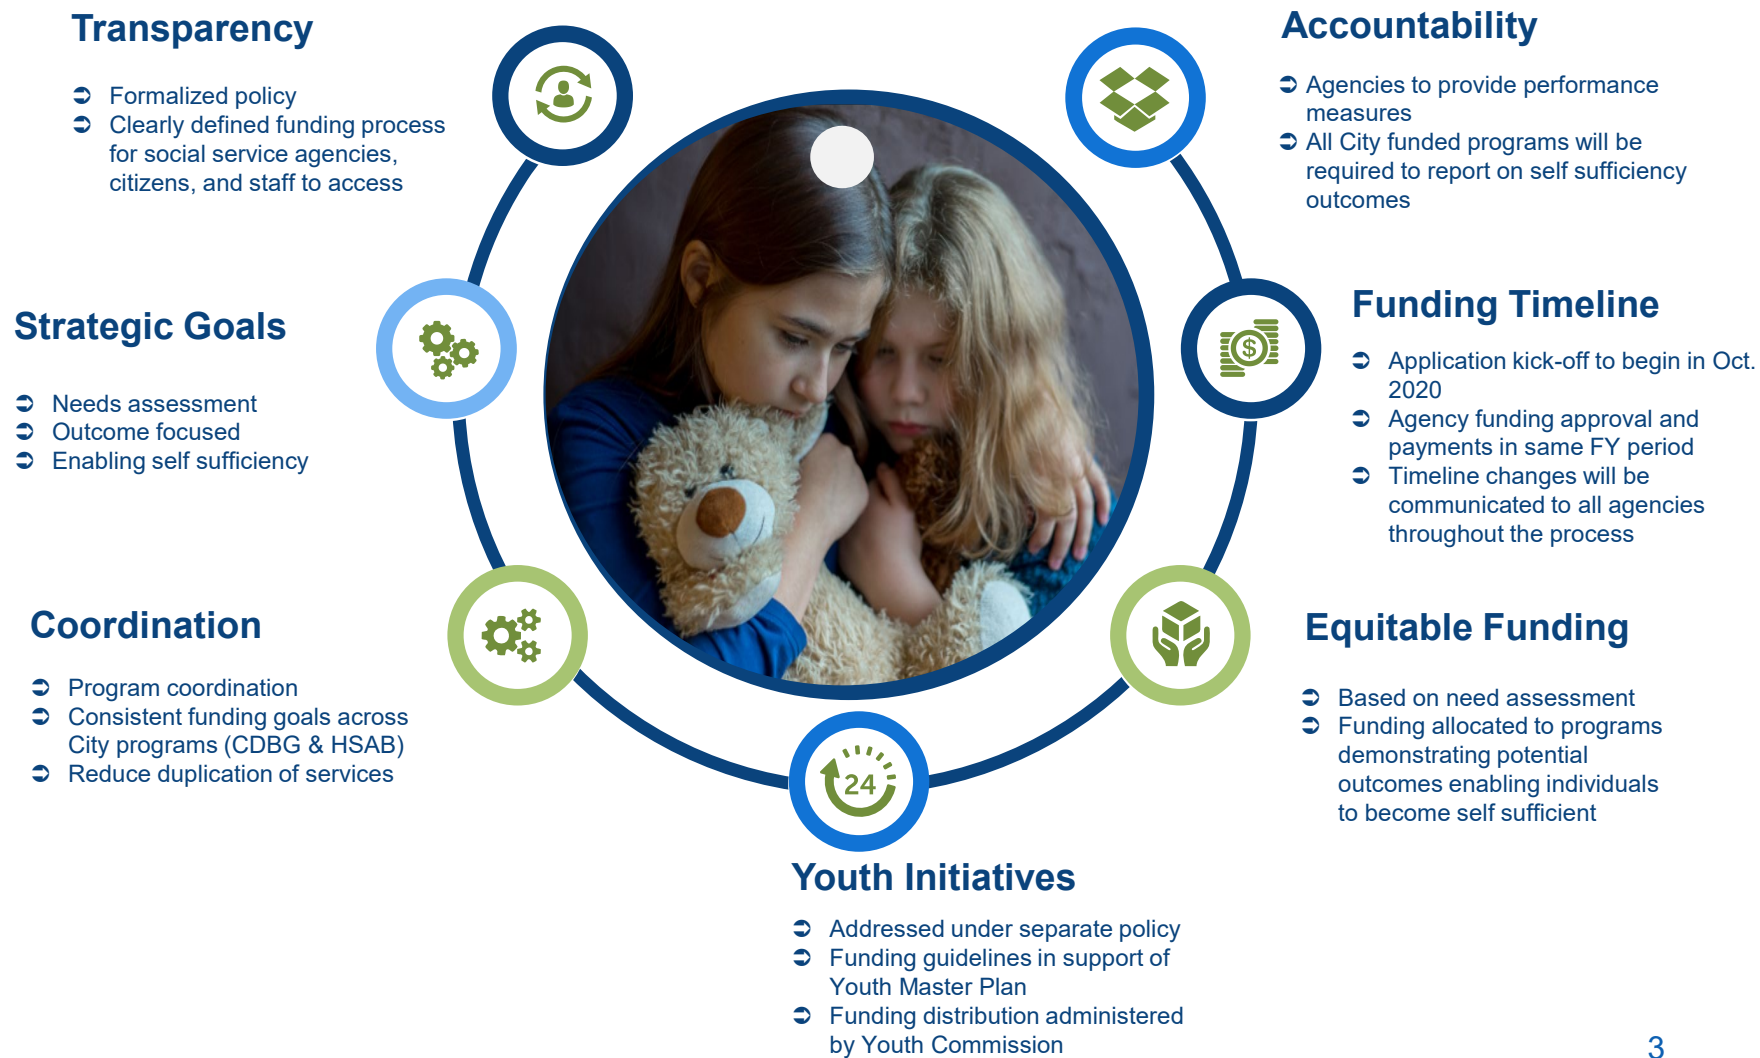 Transparency
➲ Formalized policy
➲ Clearly defined funding process
for social service agencies,
citizens, and staff to access
Strategic Goals
➲ Needs assessment
➲ Outcome focused
➲ Enabling self sufficiency
Coordination
➲ Program coordination
➲ Consistent funding goals across
City programs (CDBG & HSAB)
➲ Reduce duplication of services
24
Youth Initiatives
➲ Addressed under separate policy
➲ Funding guidelines in support of
Youth Master Plan
➲ Funding distribution administered
by Youth Commission
Accountability
➲ Agencies to provide performance
measures
➲ All City funded programs will be
required to report on self sufficiency
outcomes
$
Funding Timeline
➲ Application kick-off to begin in Oct.
2020
➲ Agency funding approval and
payments in same FY period
➲ Timeline changes will be
communicated to all agencies
throughout the process
Equitable Funding
➲ Based on need assessment
➲ Funding allocated to programs
demonstrating potential
outcomes enabling individuals
to become self sufficient
3